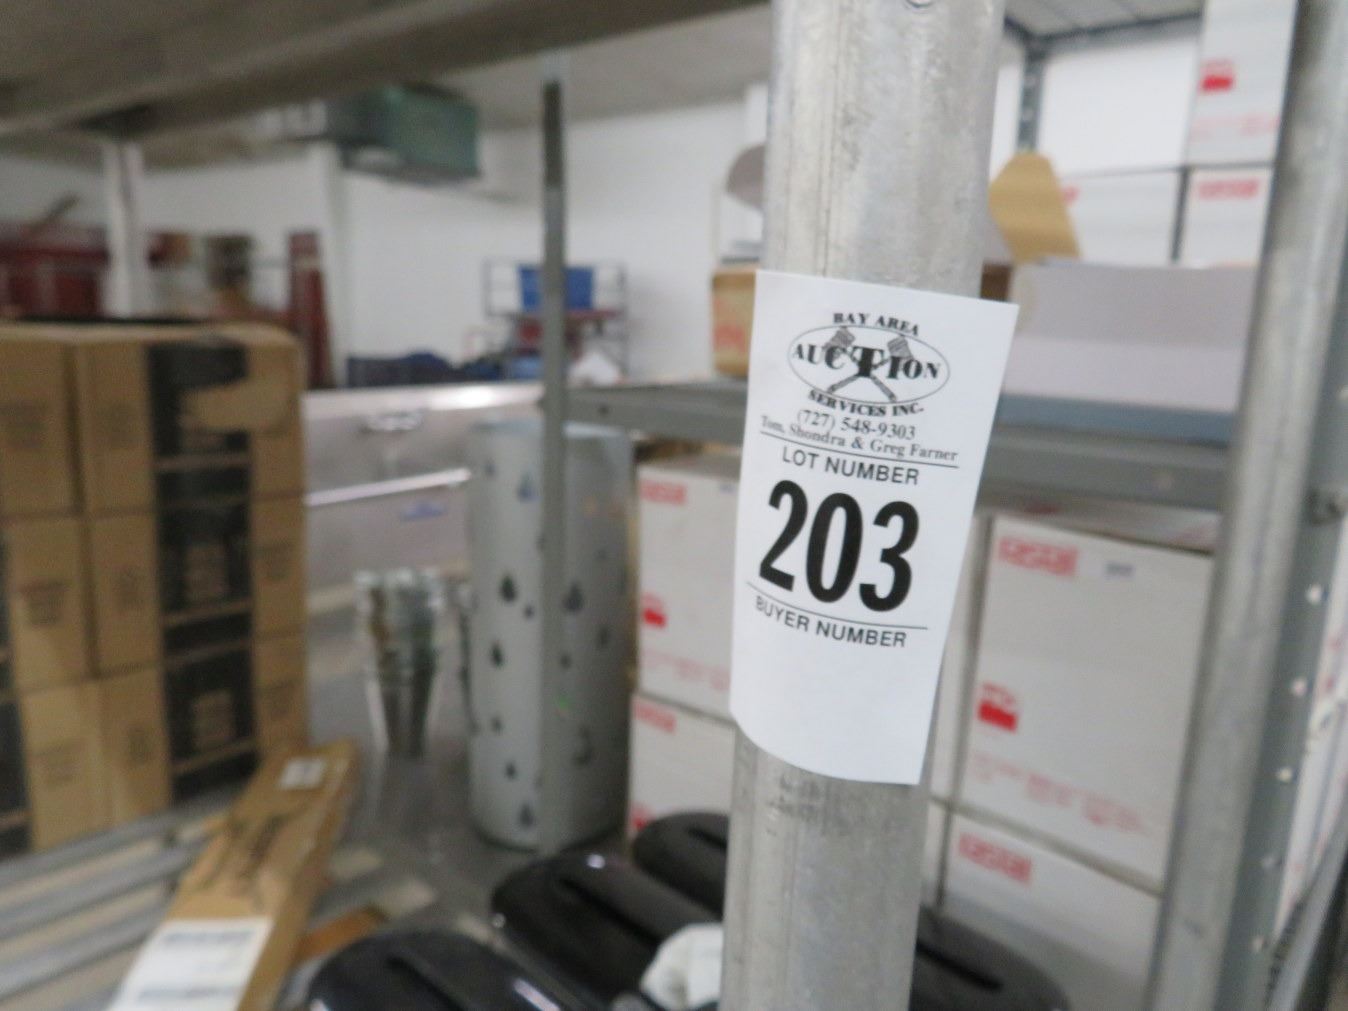 BAY AREA
AUCTION
SERVICES INC.
(727) 548-9303
Tom, Shondra & Greg Farner
LOT NUMBER
203
BUYER NUMBER